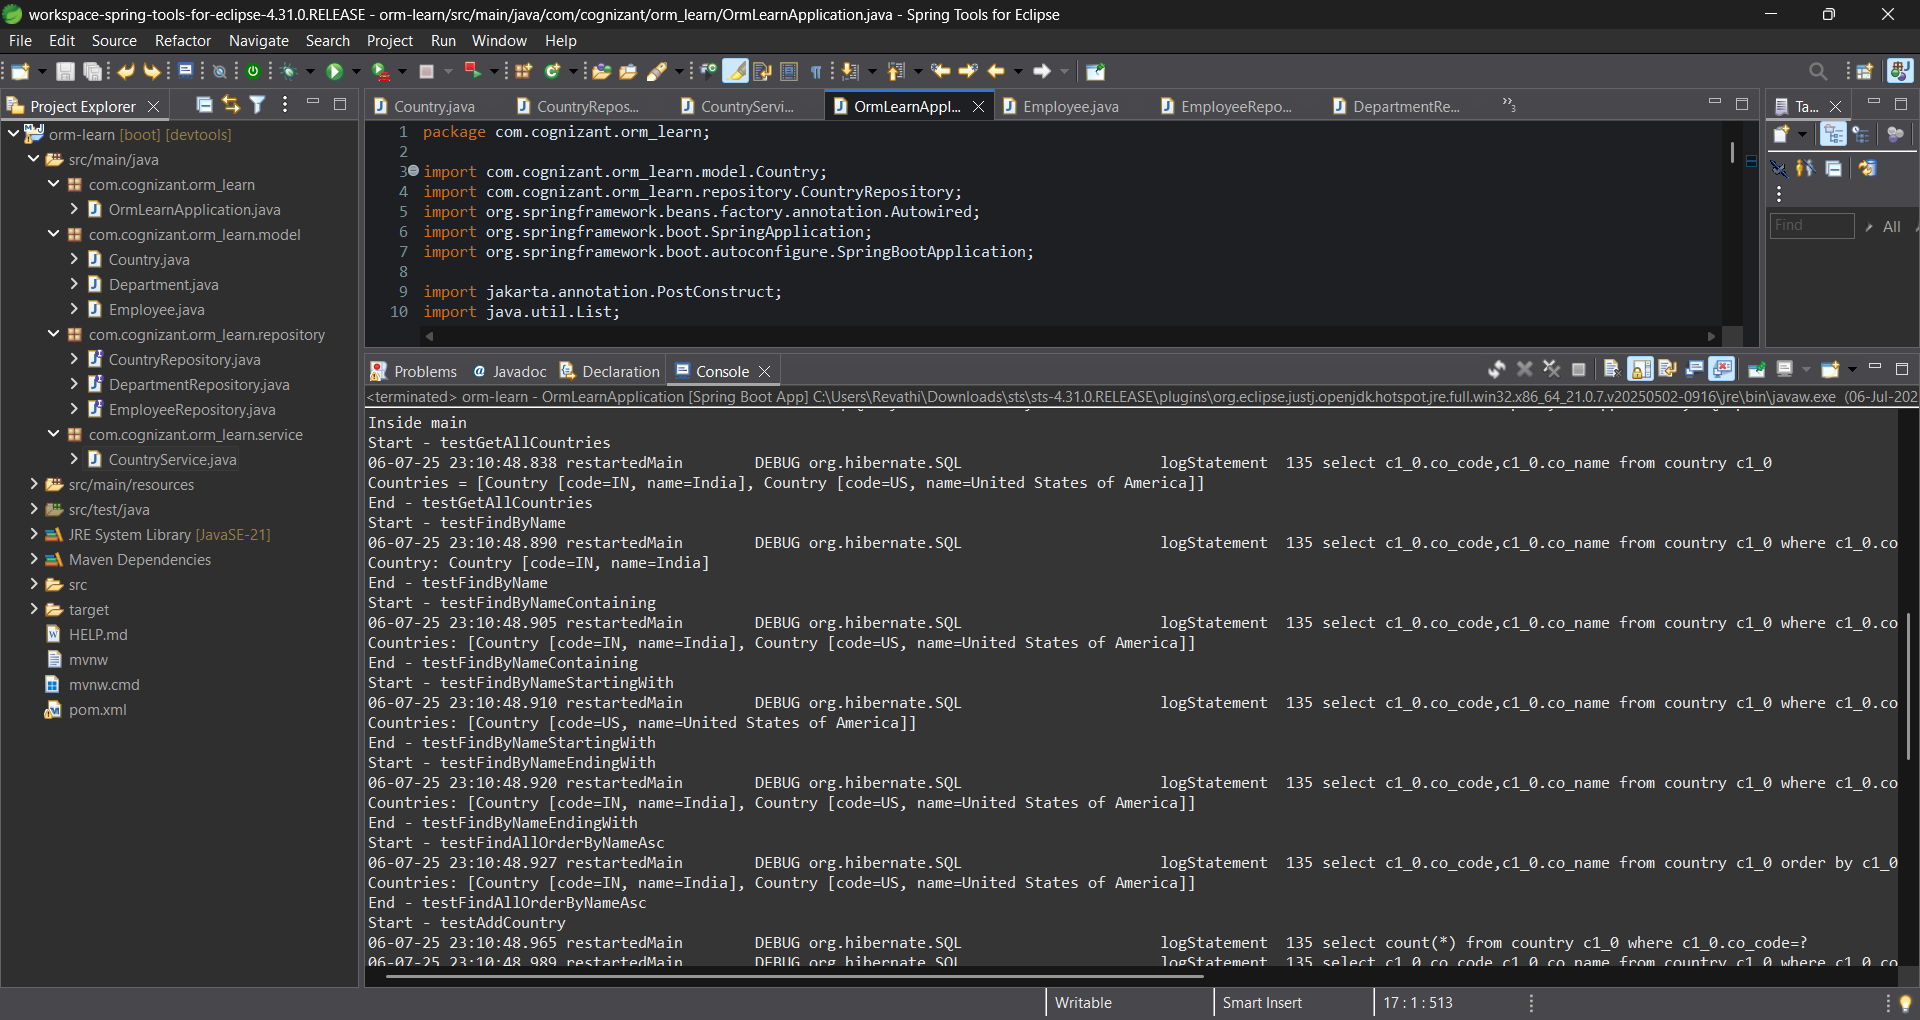 workspace-spring-tools-for-eclipse-4.31.0.RELEASE - orm-learn/src/main/java/com/cognizant/orm_learn/OrmLearnApplication.java - Spring Tools for Eclipse
File Edit Source Refactor Navigate Search Project Run Window Help
Project Explorer
orm-learn [boot] [devtools]
src/main/java
com.cognizant.orm_learn
OrmLearnApplication.java
com.cognizant.orm_learn.model
Country.java
Department.java
Employee.java
com.cognizant.orm_learn.repository
CountryRepository.java
DepartmentRepository.java
EmployeeRepository.java
com.cognizant.orm_learn.service
CountryService.java
src/main/resources
src/test/java
JRE System Library [JavaSE-21]
Maven Dependencies
src
target
HELP.md
mvnw
mvnw.cmd
pom.xml
Country.java CountryRepos... CountryServi... OrmLearnAppl... Employee.java EmployeeRepo... DepartmentRe... »3
1 package com.cognizant.orm_learn;
2
3 import com.cognizant.orm_learn.model.Country;
4 import com.cognizant.orm_learn.repository.CountryRepository;
5 import org.springframework.beans.factory.annotation.Autowired;
6 import org.springframework.boot.SpringApplication;
7 import org.springframework.boot.autoconfigure.SpringBootApplication;
8
9 import jakarta.annotation.PostConstruct;
10 import java.util.List;
Ta...
Find All
Problems Javadoc Declaration Console
<terminated> orm-learn - OrmLearnApplication [Spring Boot App] C:\Users\Revathi\Downloads\sts\sts-4.31.0.RELEASE\plugins\org.eclipse.justj.openjdk.hotspot.jre.full.win32.x86_64_21.0.7.v20250502-0916\jre\bin\javaw.exe (06-Jul-202
Inside main
Start - testGetAllCountries
06-07-25 23:10:48.838 restartedMain DEBUG org.hibernate.SQL logStatement 135 select c1_0.co_code,c1_0.co_name from country c1_0
Countries = [Country [code=IN, name=India], Country [code=US, name=United States of America]]
End - testGetAllCountries
Start - testFindByName
06-07-25 23:10:48.890 restartedMain DEBUG org.hibernate.SQL logStatement 135 select c1_0.co_code,c1_0.co_name from country c1_0 where c1_0.co
Country: Country [code=IN, name=India]
End - testFindByName
Start - testFindByNameContaining
06-07-25 23:10:48.905 restartedMain DEBUG org.hibernate.SQL logStatement 135 select c1_0.co_code,c1_0.co_name from country c1_0 where c1_0.co
Countries: [Country [code=IN, name=India], Country [code=US, name=United States of America]]
End - testFindByNameContaining
Start - testFindByNameStartingWith
06-07-25 23:10:48.910 restartedMain DEBUG org.hibernate.SQL logStatement 135 select c1_0.co_code,c1_0.co_name from country c1_0 where c1_0.co
Countries: [Country [code=US, name=United States of America]]
End - testFindByNameStartingWith
Start - testFindByNameEndingWith
06-07-25 23:10:48.920 restartedMain DEBUG org.hibernate.SQL logStatement 135 select c1_0.co_code,c1_0.co_name from country c1_0 where c1_0.co
Countries: [Country [code=IN, name=India], Country [code=US, name=United States of America]]
End - testFindByNameEndingWith
Start - testFindAllOrderByNameAsc
06-07-25 23:10:48.927 restartedMain DEBUG org.hibernate.SQL logStatement 135 select c1_0.co_code,c1_0.co_name from country c1_0 order by c1_0
Countries: [Country [code=IN, name=India], Country [code=US, name=United States of America]]
End - testFindAllOrderByNameAsc
Start - testAddCountry
06-07-25 23:10:48.965 restartedMain DEBUG org.hibernate.SQL logStatement 135 select count(*) from country c1_0 where c1_0.co_code=?
06-07-25 23:10:48.989 restartedMain DEBUG org.hibernate.SQL logStatement 135 select c1_0.co_code,c1_0.co_name from country c1_0 where c1_0.co
Writable Smart Insert 17 : 1 : 513